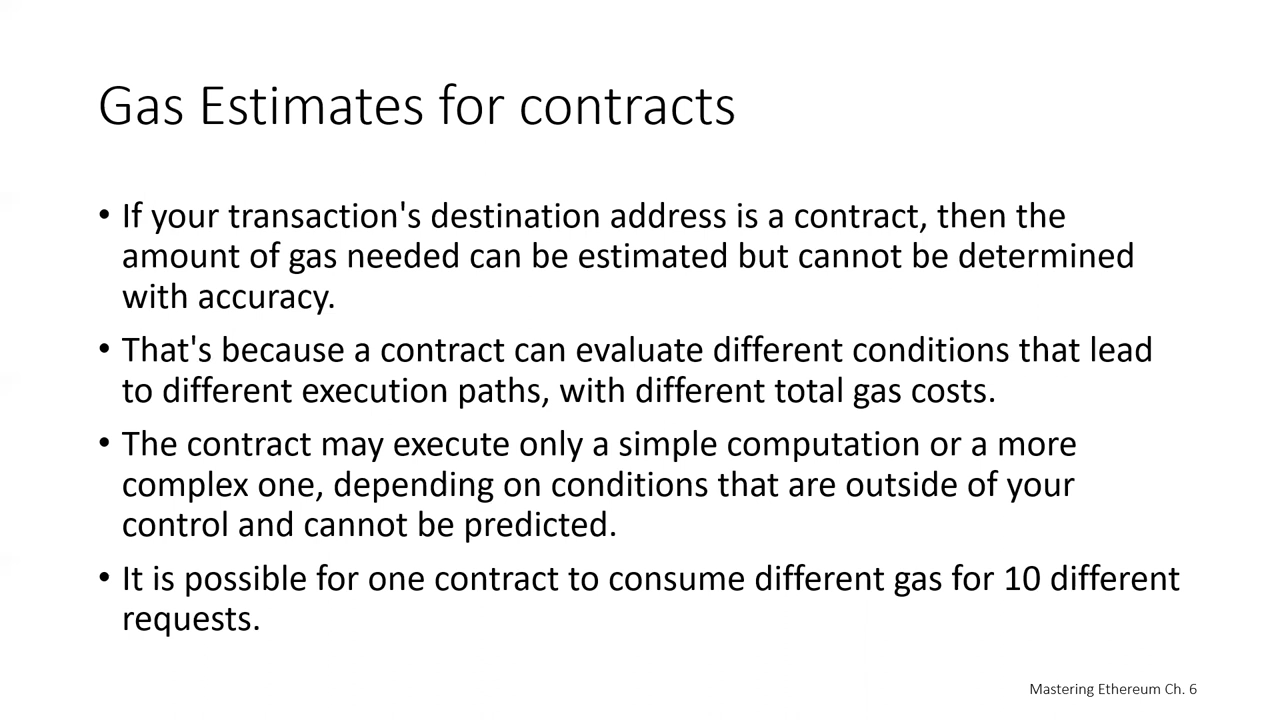 Gas Estimates for contracts
• If your transaction's destination address is a contract, then the
amount of gas needed can be estimated but cannot be determined
with accuracy.
• That's because a contract can evaluate different conditions that lead
to different execution paths, with different total gas costs.
• The contract may execute only a simple computation or a more
complex one, depending on conditions that are outside of your
control and cannot be predicted.
• It is possible for one contract to consume different gas for 10 different
requests.
Mastering Ethereum Ch. 6